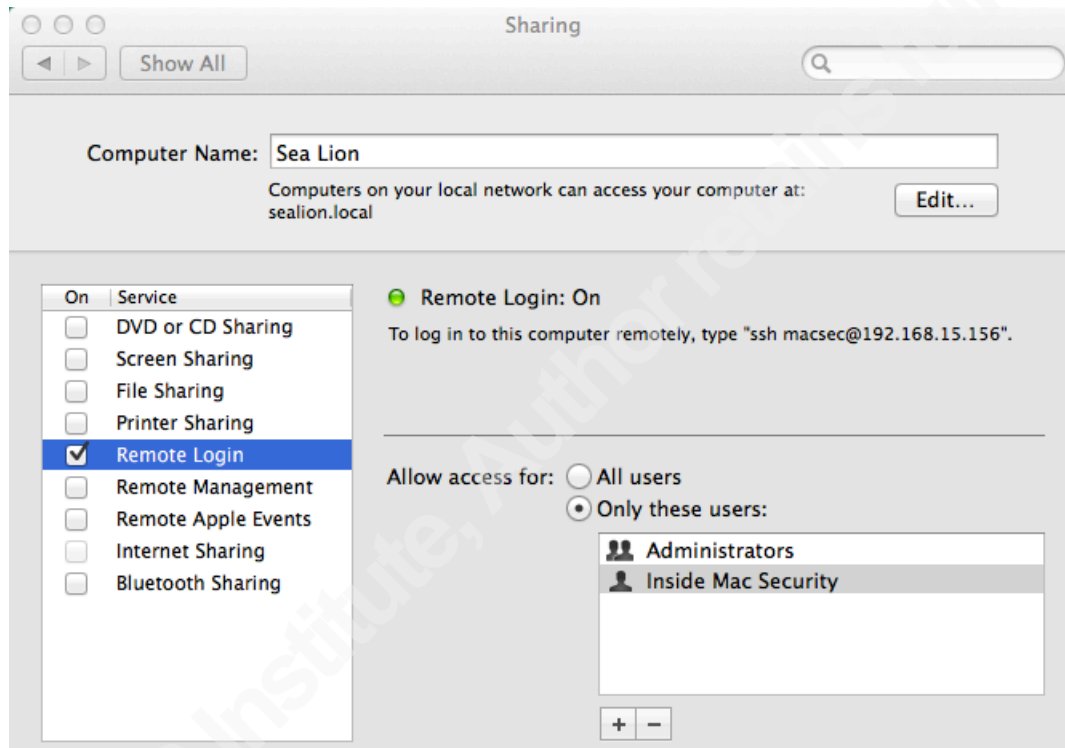 Sharing
Show All
Computer Name: Sea Lion
Computers on your local network can access your computer at:
sealion.local
Edit...
On Service
DVD or CD Sharing
Screen Sharing
File Sharing
Printer Sharing
Remote Login
Remote Management
Remote Apple Events
Internet Sharing
Bluetooth Sharing
Remote Login: On
To log in to this computer remotely, type "ssh macsec@192.168.15.156".
Allow access for: All users
Only these users:
Administrators
Inside Mac Security
+ −
Institute, Author retains